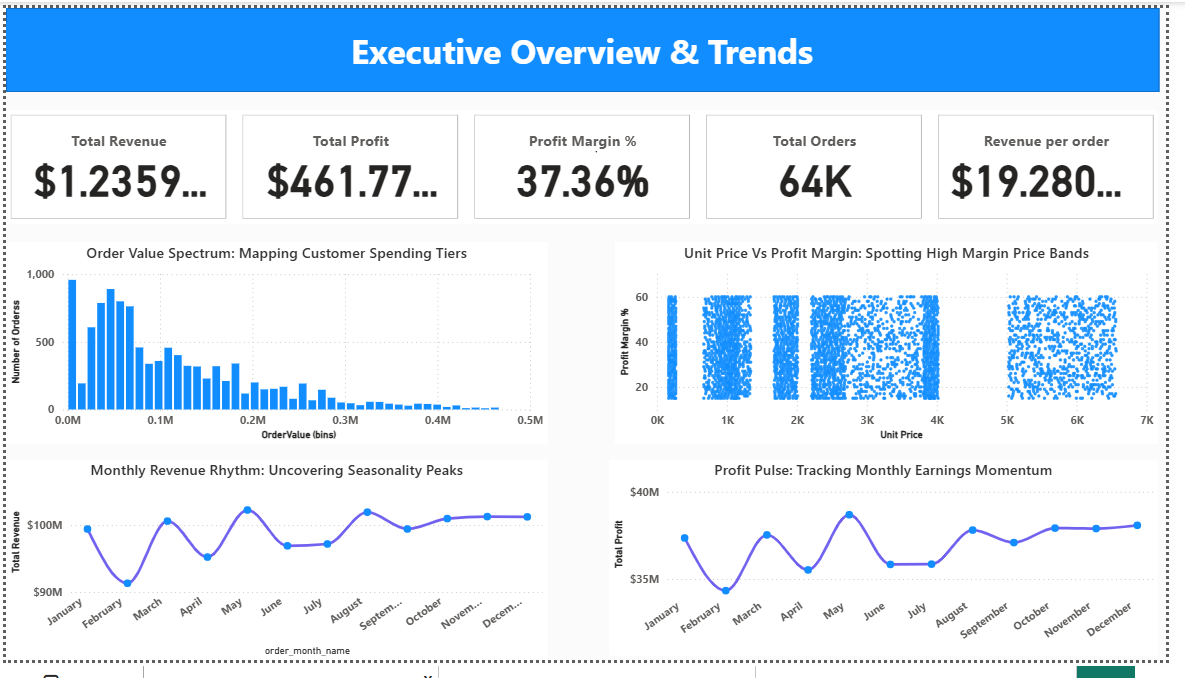 Executive Overview & Trends
Total Revenue
$1.2359...
Total Profit
$461.77...
Profit Margin %
37.36%
Total Orders
64K
Revenue per order
$19.280...
Order Value Spectrum: Mapping Customer Spending Tiers
Number of Orderss
1,000
500
0
0.0M 0.1M 0.2M 0.3M 0.4M 0.5M
OrderValue (bins)
Unit Price Vs Profit Margin: Spotting High Margin Price Bands
Profit Margin %
60
40
20
0K 1K 2K 3K 4K 5K 6K 7K
Unit Price
Monthly Revenue Rhythm: Uncovering Seasonality Peaks
Total Revenue
$100M
$90M
January February March April May June July August Septem... October Novem... Decem...
order_month_name
Profit Pulse: Tracking Monthly Earnings Momentum
Total Profit
$40M
$35M
January February March April May June July August September October November December